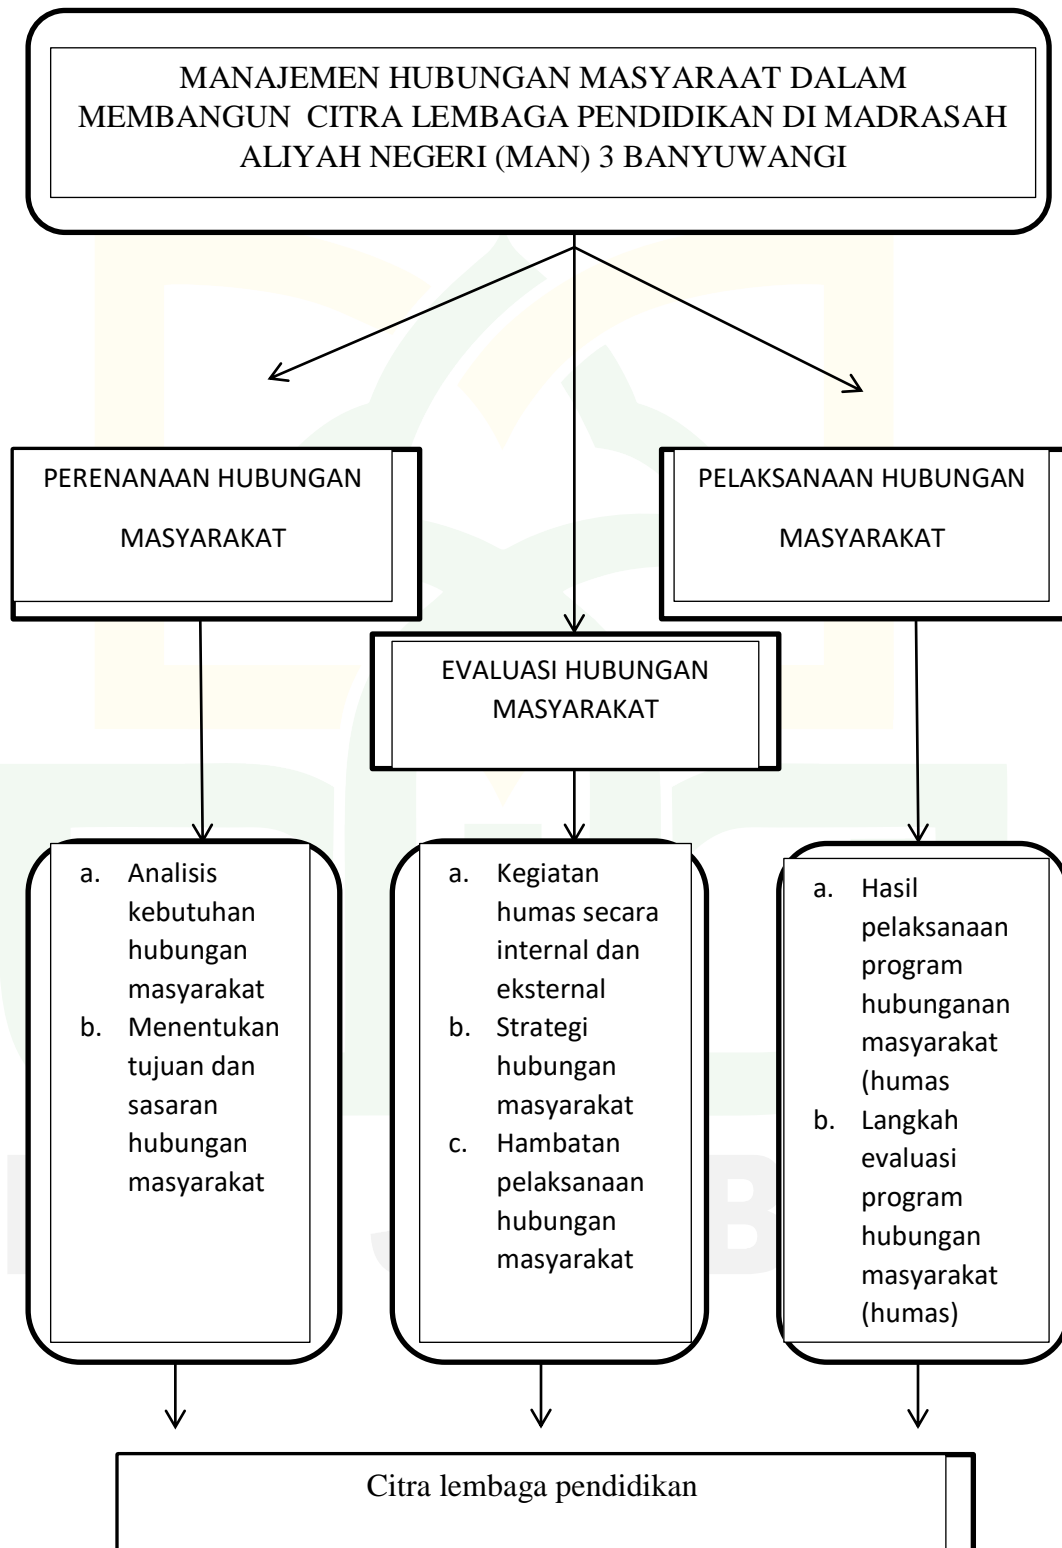 MANAJEMEN HUBUNGAN MASYARAAT DALAM
MEMBANGUN CITRA LEMBAGA PENDIDIKAN DI MADRASAH
ALIYAH NEGERI (MAN) 3 BANYUWANGI
PERENANAAN HUBUNGAN
MASYARAKAT
PELAKSANAAN HUBUNGAN
MASYARAKAT
EVALUASI HUBUNGAN
MASYARAKAT
a. Analisis
kebutuhan
hubungan
masyarakat
b. Menentukan
tujuan dan
sasaran
hubungan
masyarakat
a. Kegiatan
humas secara
internal dan
eksternal
b. Strategi
hubungan
masyarakat
c. Hambatan
pelaksanaan
hubungan
masyarakat
a. Hasil
pelaksanaan
program
hubunganan
masyarakat
(humas
b. Langkah
evaluasi
program
hubungan
masyarakat
(humas)
Citra lembaga pendidikan